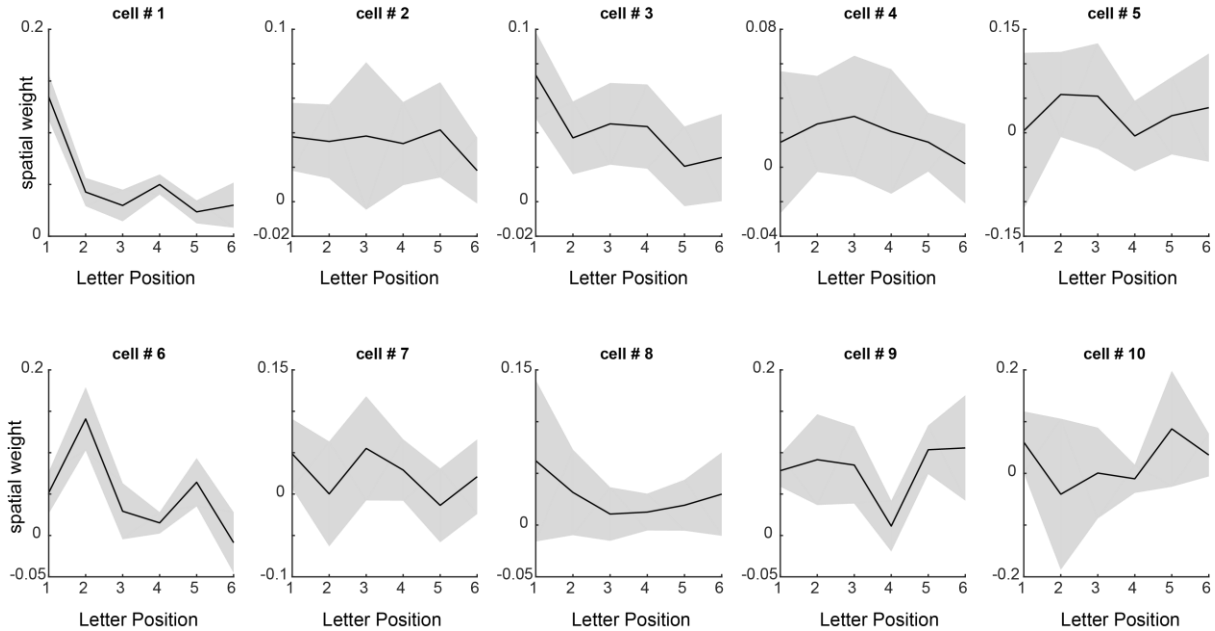 cell # 1
cell # 2
cell # 3
cell # 4
cell # 5
0.2
0.1
0.1
0.08
0.15
spatial weight
0
0
0
0
0
-0.02
-0.02
-0.04
-0.15
1 2 3 4 5 6
1 2 3 4 5 6
1 2 3 4 5 6
1 2 3 4 5 6
1 2 3 4 5 6
Letter Position
Letter Position
Letter Position
Letter Position
Letter Position
cell # 6
cell # 7
cell # 8
cell # 9
cell # 10
0.2
0.15
0.15
0.2
0.2
spatial weight
0
0
0
0
0
-0.05
-0.1
-0.05
-0.05
-0.2
1 2 3 4 5 6
1 2 3 4 5 6
1 2 3 4 5 6
1 2 3 4 5 6
1 2 3 4 5 6
Letter Position
Letter Position
Letter Position
Letter Position
Letter Position